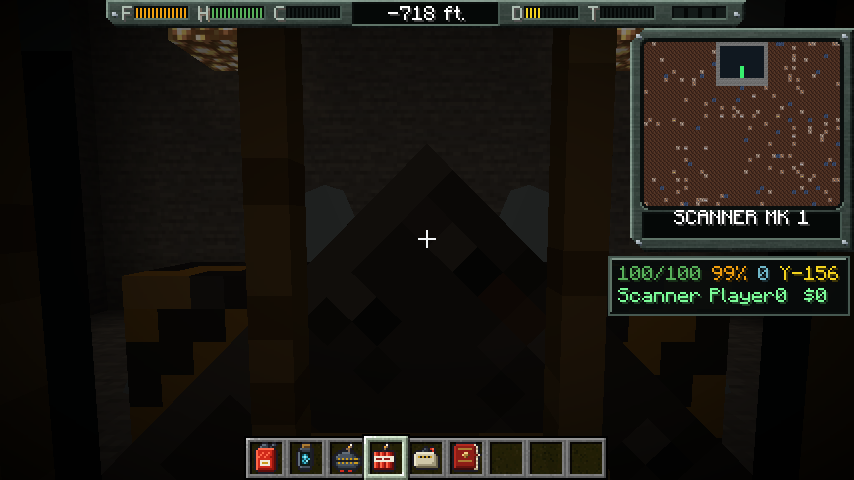 F H C -718 ft. D T
SCANNER MK 1
100/100 99% 0 Y-156
Scanner Player0 $0